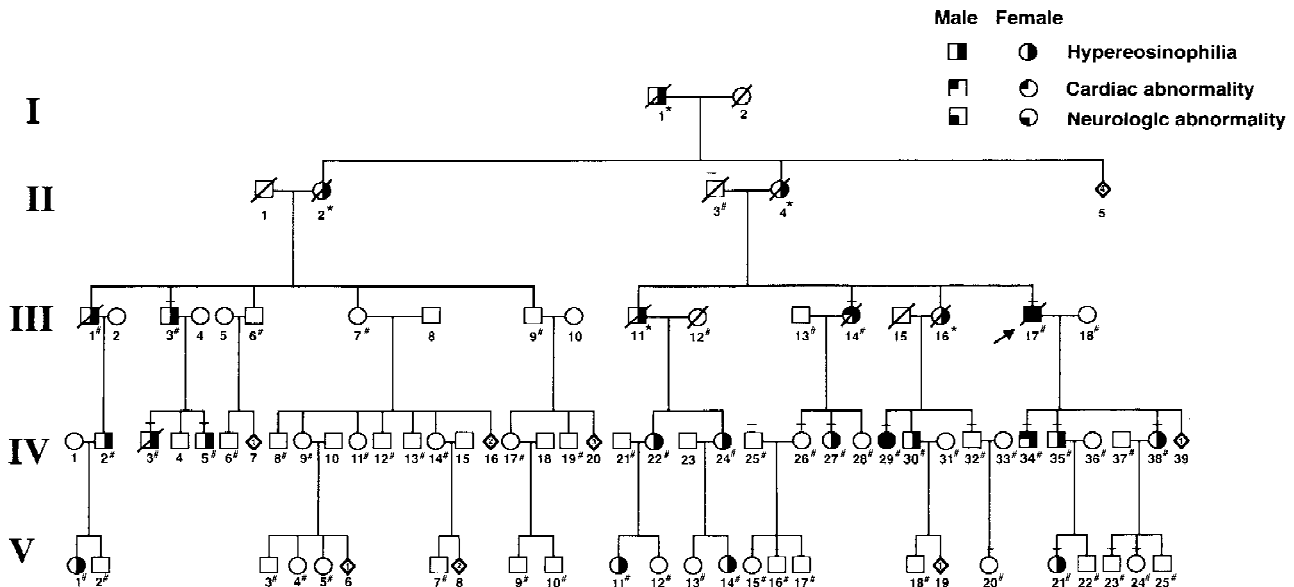 Male Female
Hypereosinophilia
Cardiac abnormality
Neurologic abnormality
I
1* 2
II
1 2* 3# 4* 5
III
1# 2 3# 4 5 6# 7# 8 9# 10 11* 12# 13# 14# 15 16* 17# 18#
IV
1 2# 3# 4 5# 6# 7 8# 9# 10 11# 12# 13# 14# 15 16 17# 18 19# 20 21# 22# 23 24# 25# 26# 27# 28# 29# 30# 31# 32# 33# 34# 35# 36# 37# 38# 39
V
1# 2# 3# 4# 5# 6 7# 8 9# 10# 11# 12# 13# 14# 15# 16# 17# 18# 19 20# 21# 22# 23# 24# 25#